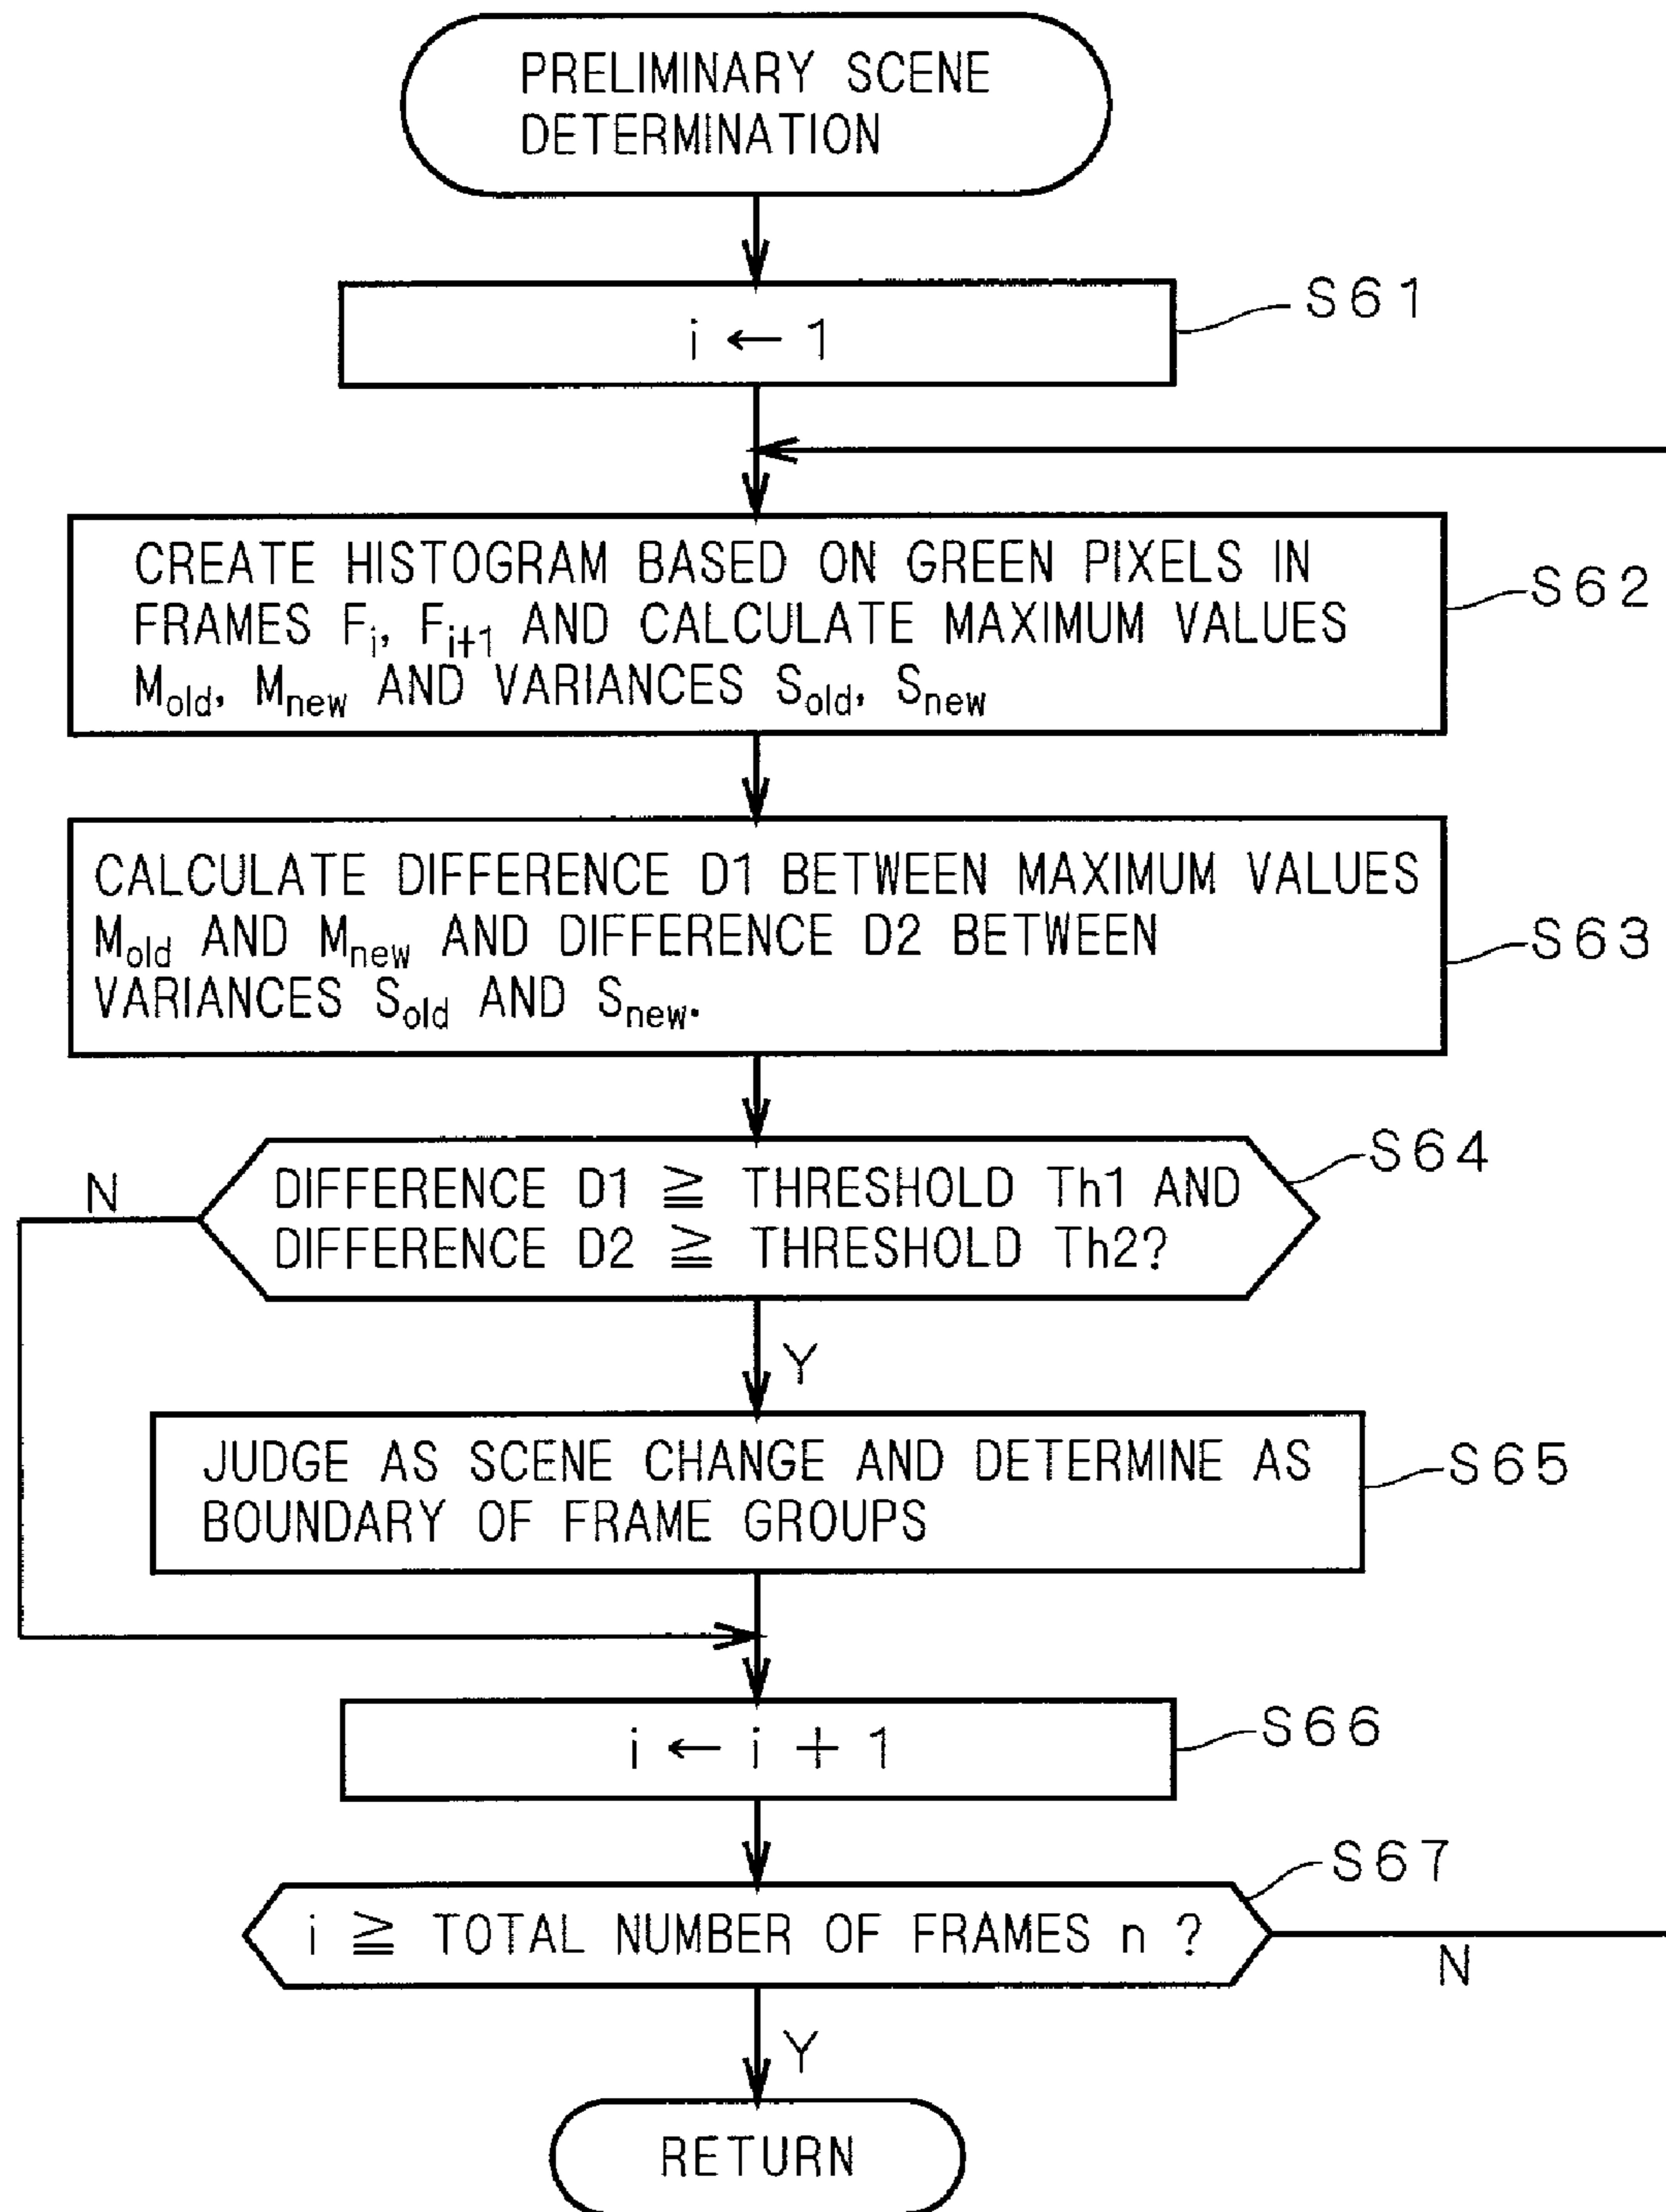 PRELIMINARY SCENE
DETERMINATION
i ← 1
S61
CREATE HISTOGRAM BASED ON GREEN PIXELS IN
FRAMES Fi, Fi+1 AND CALCULATE MAXIMUM VALUES
Mold, Mnew AND VARIANCES Sold, Snew
S62
CALCULATE DIFFERENCE D1 BETWEEN MAXIMUM VALUES
Mold AND Mnew AND DIFFERENCE D2 BETWEEN
VARIANCES Sold AND Snew.
S63
DIFFERENCE D1 ≧ THRESHOLD Th1 AND
DIFFERENCE D2 ≧ THRESHOLD Th2?
S64
N
Y
JUDGE AS SCENE CHANGE AND DETERMINE AS
BOUNDARY OF FRAME GROUPS
S65
i ← i + 1
S66
i ≧ TOTAL NUMBER OF FRAMES n ?
S67
N
Y
RETURN